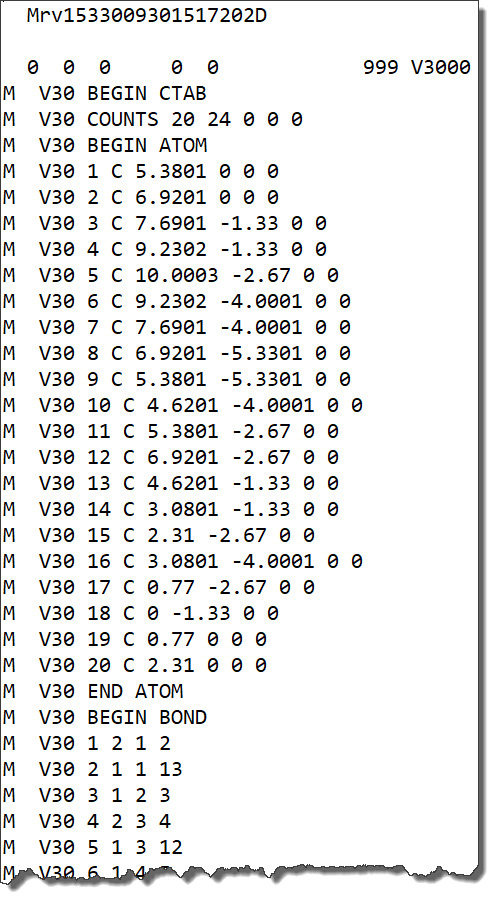 Mrv1533009301517202D
0 0 0 0 0 999 V3000
M V30 BEGIN CTAB
M V30 COUNTS 20 24 0 0 0
M V30 BEGIN ATOM
M V30 1 C 5.3801 0 0 0
M V30 2 C 6.9201 0 0 0
M V30 3 C 7.6901 -1.33 0 0
M V30 4 C 9.2302 -1.33 0 0
M V30 5 C 10.0003 -2.67 0 0
M V30 6 C 9.2302 -4.0001 0 0
M V30 7 C 7.6901 -4.0001 0 0
M V30 8 C 6.9201 -5.3301 0 0
M V30 9 C 5.3801 -5.3301 0 0
M V30 10 C 4.6201 -4.0001 0 0
M V30 11 C 5.3801 -2.67 0 0
M V30 12 C 6.9201 -2.67 0 0
M V30 13 C 4.6201 -1.33 0 0
M V30 14 C 3.0801 -1.33 0 0
M V30 15 C 2.31 -2.67 0 0
M V30 16 C 3.0801 -4.0001 0 0
M V30 17 C 0.77 -2.67 0 0
M V30 18 C 0 -1.33 0 0
M V30 19 C 0.77 0 0 0
M V30 20 C 2.31 0 0 0
M V30 END ATOM
M V30 BEGIN BOND
M V30 1 2 1 2
M V30 2 1 1 13
M V30 3 1 2 3
M V30 4 2 3 4
M V30 5 1 3 12
M V30 6 1 4